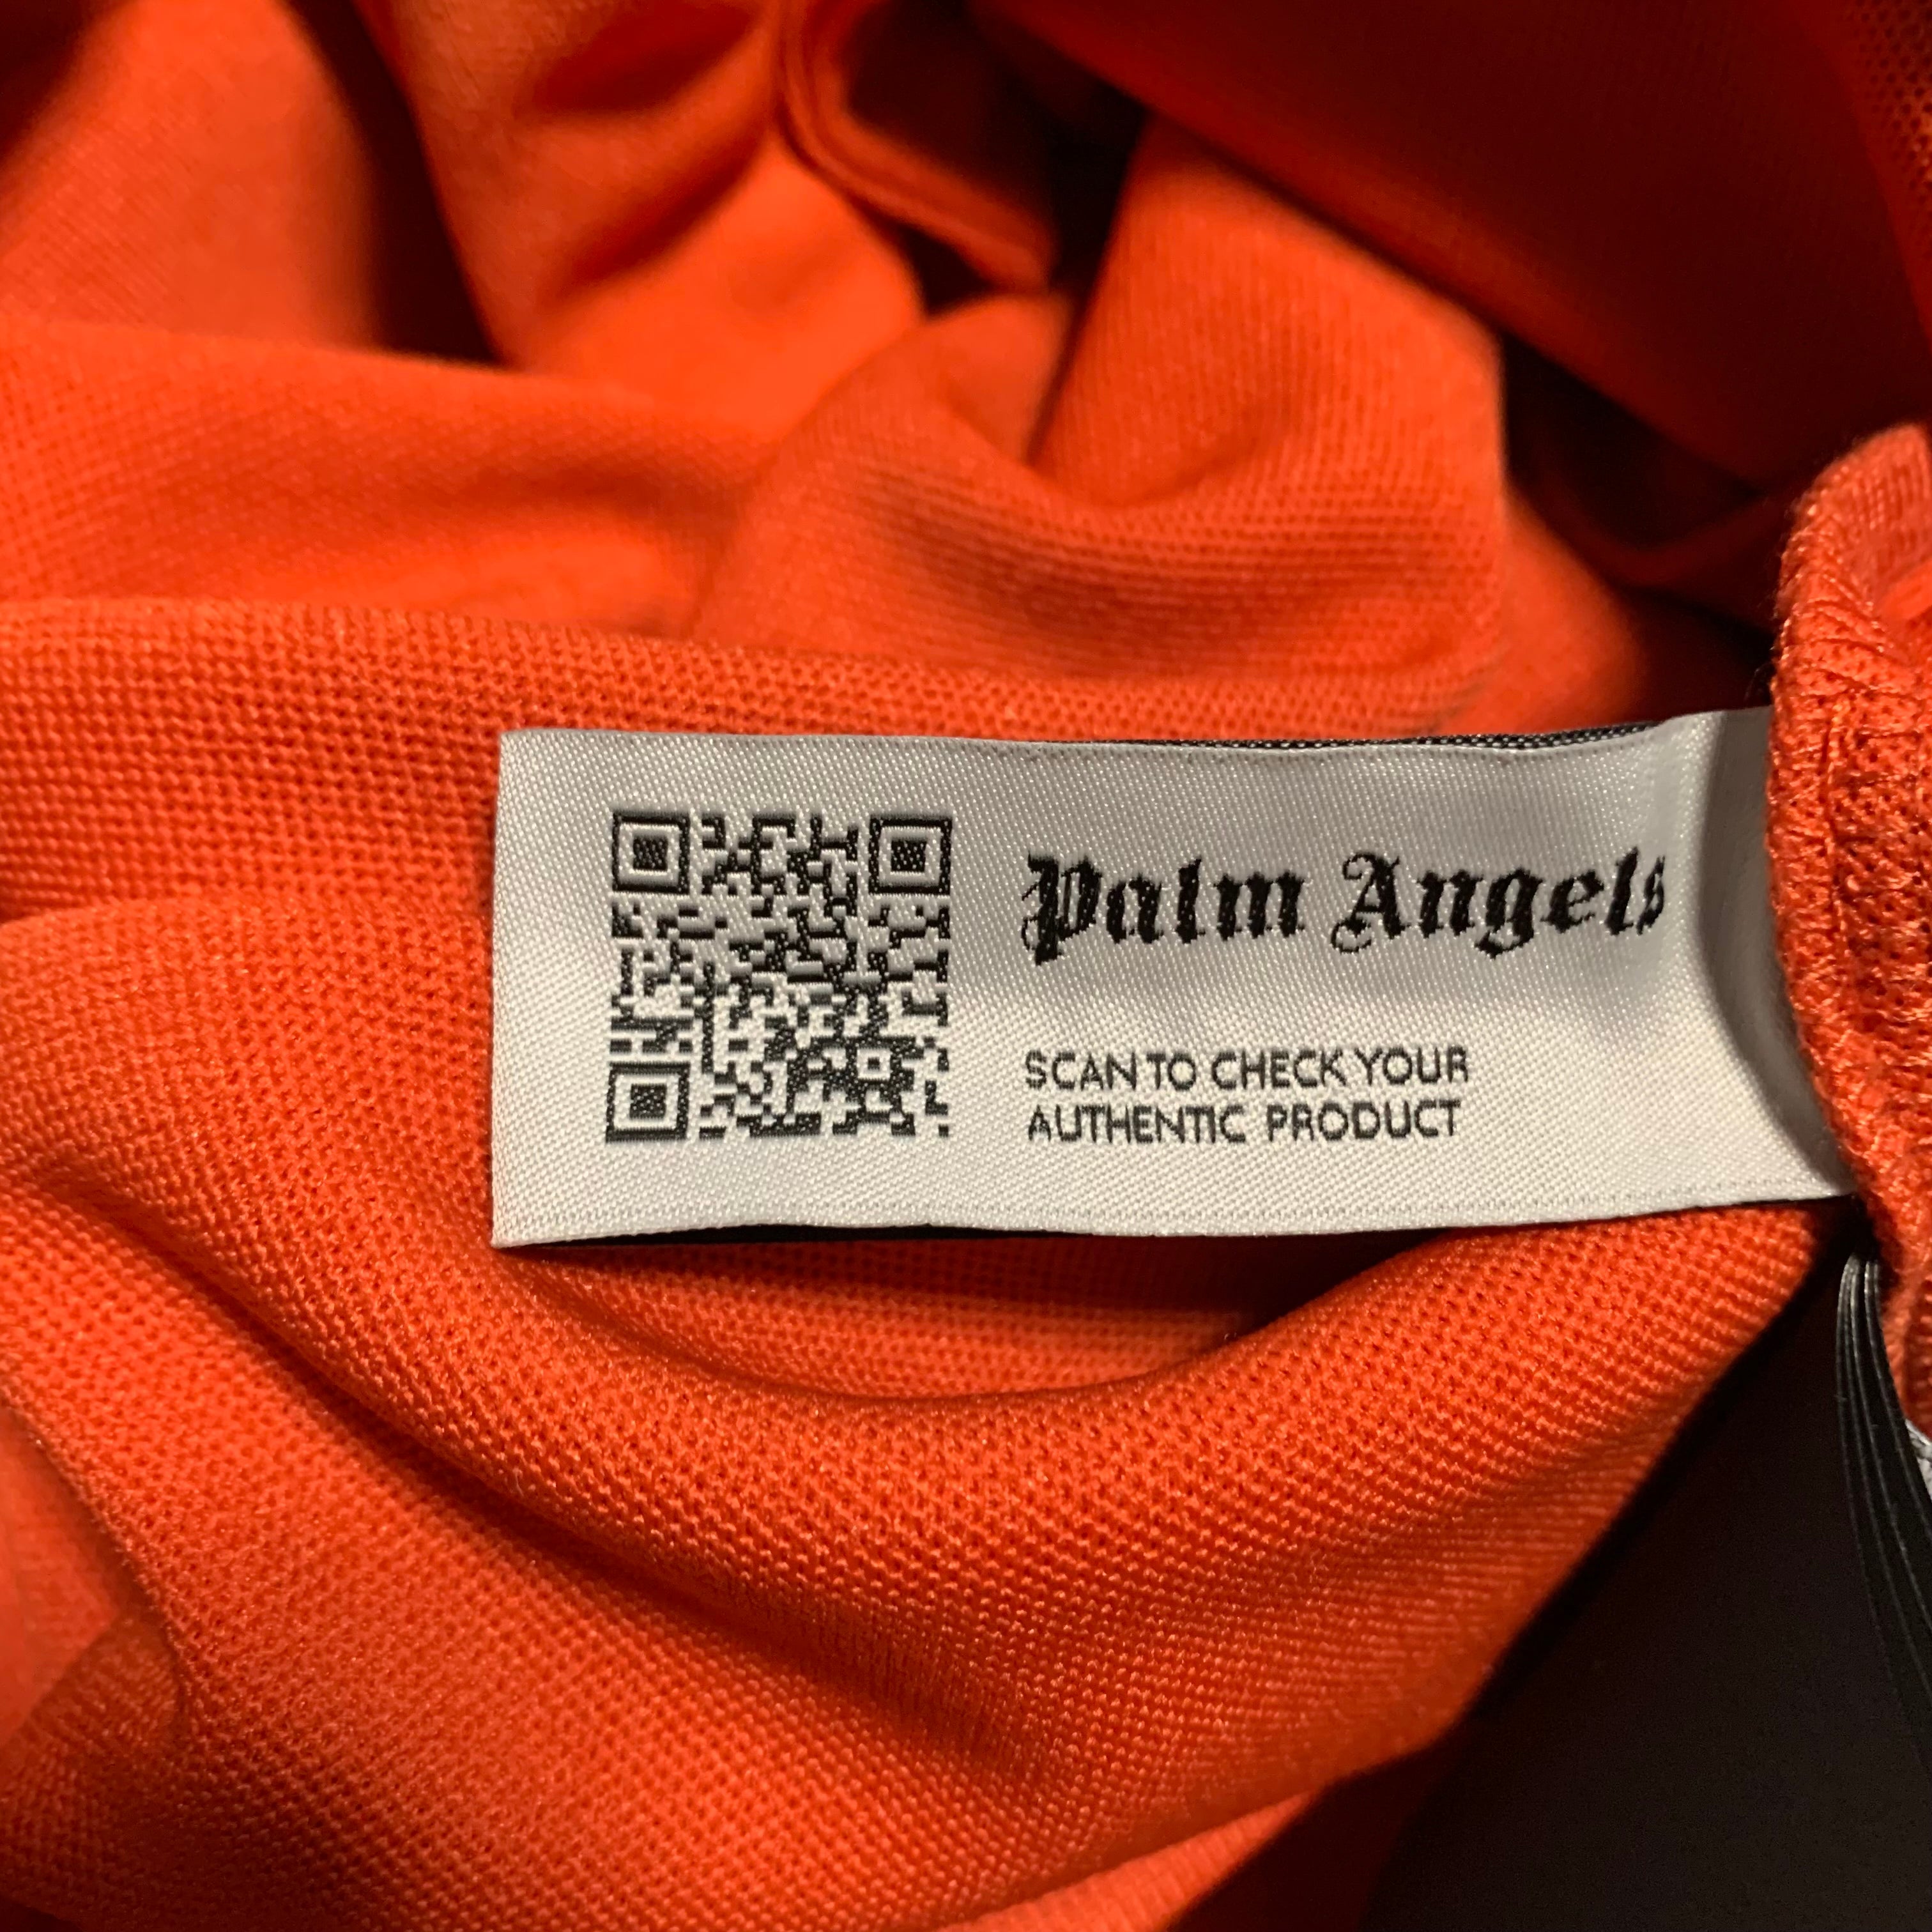 Palm Angels
SCAN TO CHECK YOUR
AUTHENTIC PRODUCT